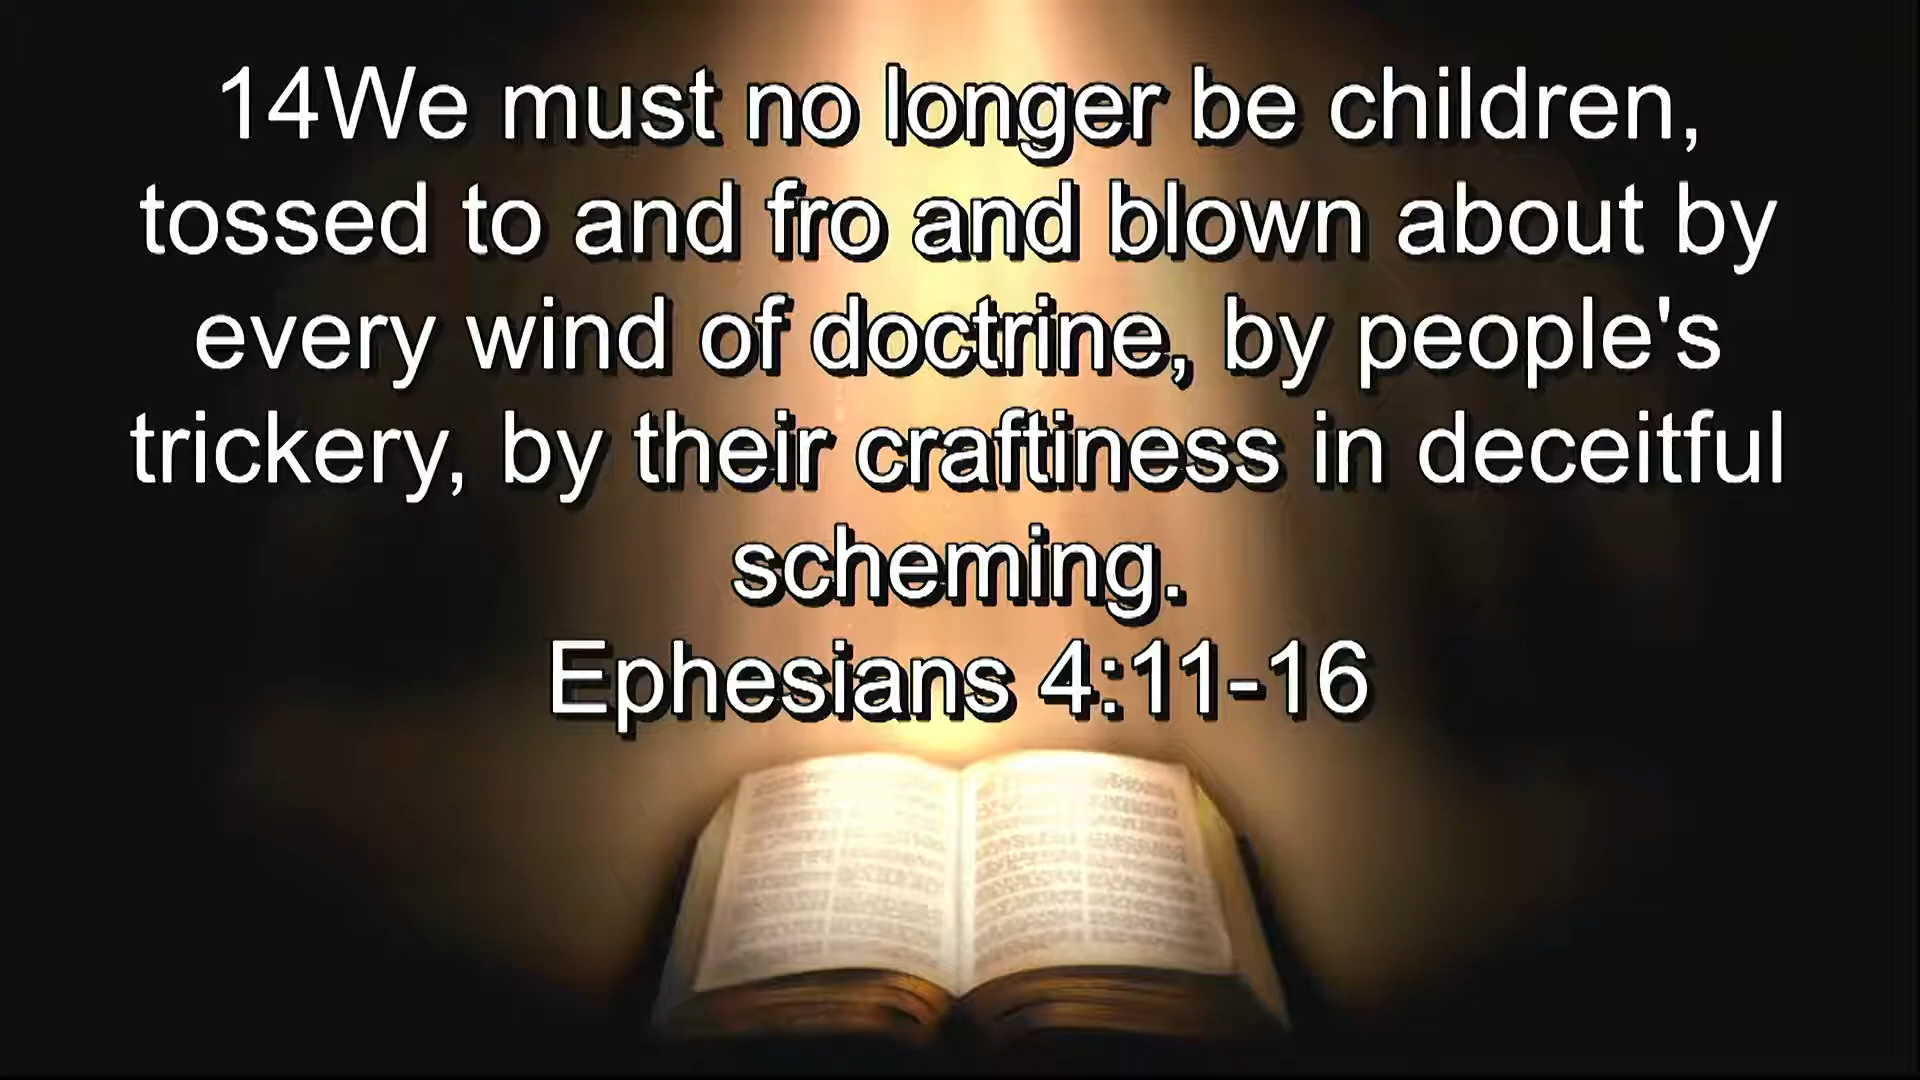 14We must no longer be children,
tossed to and fro and blown about by
every wind of doctrine, by people's
trickery, by their craftiness in deceitful
scheming.
Ephesians 4:11-16